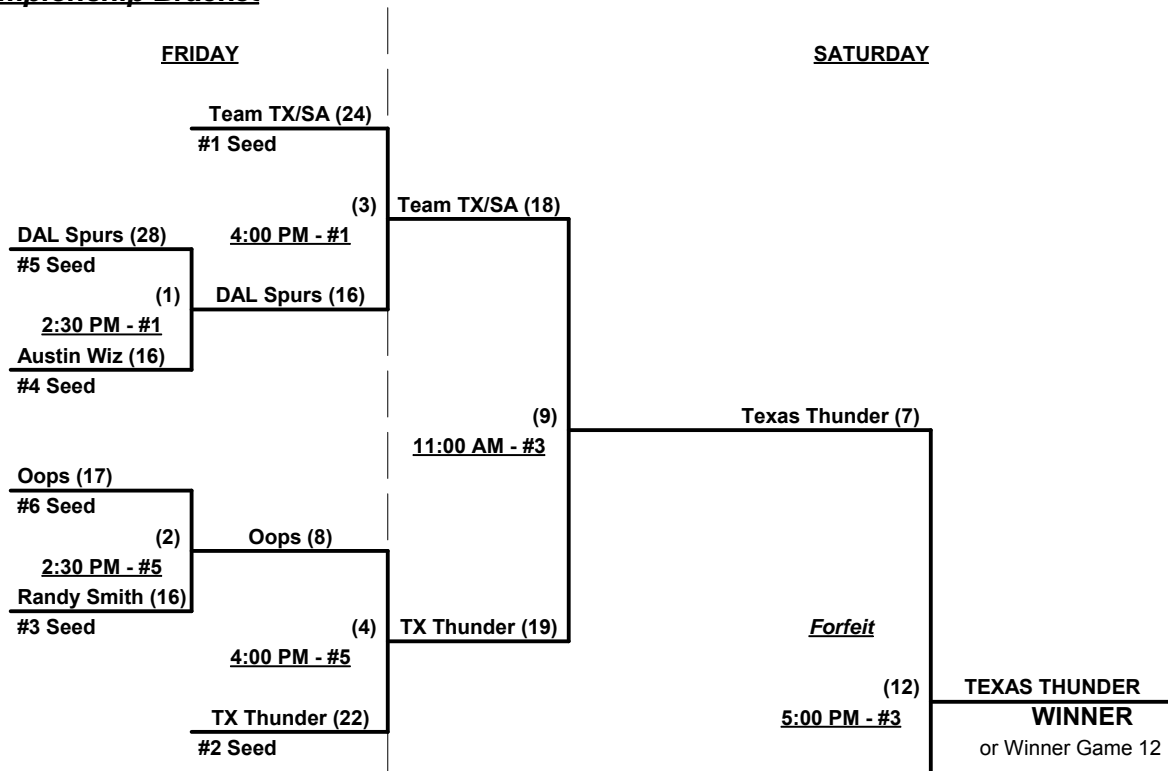 FRIDAY
SATURDAY
Team TX/SA (24)
#1 Seed
(3)
Team TX/SA (18)
4:00 PM - #1
DAL Spurs (28)
#5 Seed
(1)
DAL Spurs (16)
2:30 PM - #1
Austin Wiz (16)
#4 Seed
(9)
Texas Thunder (7)
11:00 AM - #3
Oops (17)
#6 Seed
(2)
Oops (8)
2:30 PM - #5
Randy Smith (16)
#3 Seed
(4)
TX Thunder (19)
Forfeit
4:00 PM - #5
(12)
TEXAS THUNDER
TX Thunder (22)
5:00 PM - #3
WINNER
#2 Seed
or Winner Game 12